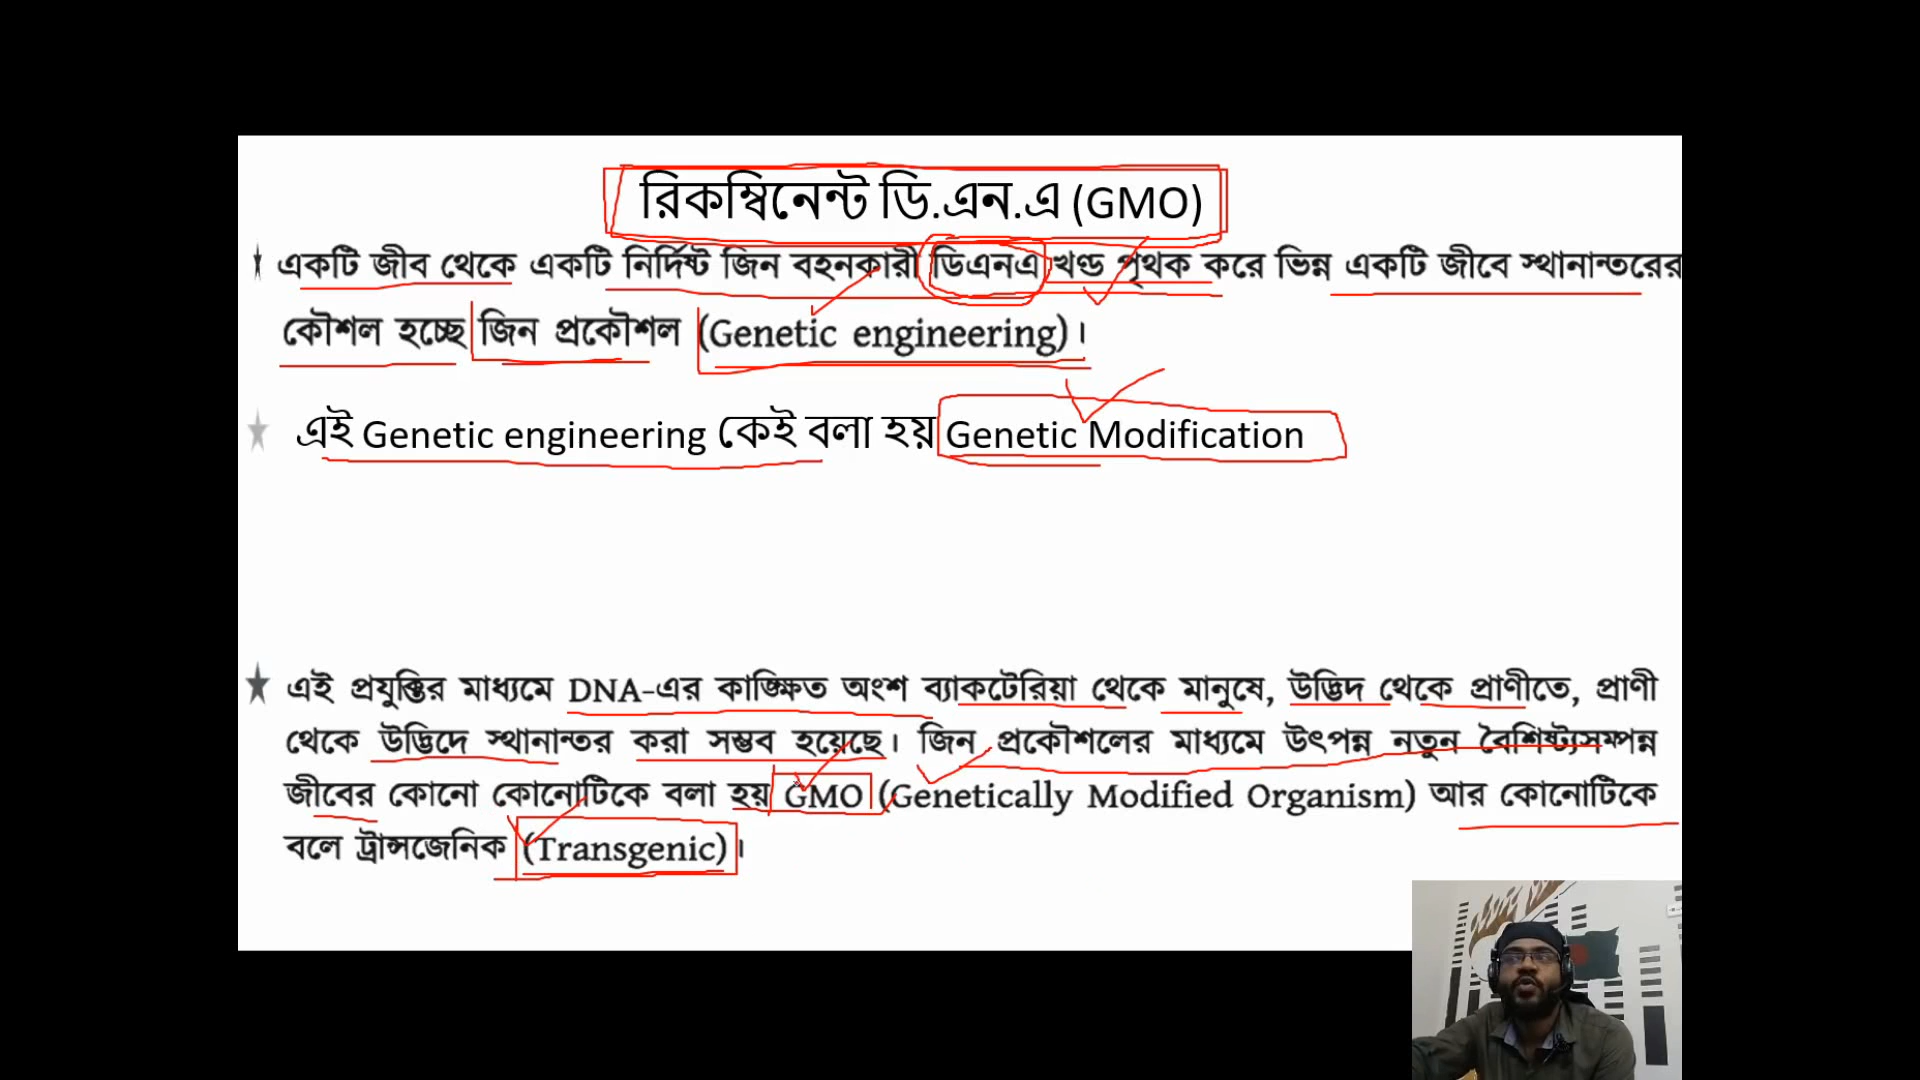 রিকম্বিনেন্ট ডি.এন.এ (GMO)
একটি জীব থেকে একটি নির্দিষ্ট জিন বহনকারী ডিএনএ খণ্ড পৃথক করে ভিন্ন একটি জীবে স্থানান্তরের
কৌশল হচ্ছে জিন প্রকৌশল (Genetic engineering)।
এই Genetic engineering কেই বলা হয় Genetic Modification
এই প্রযুক্তির মাধ্যমে DNA-এর কাঙ্ক্ষিত অংশ ব্যাকটেরিয়া থেকে মানুষে, উদ্ভিদ থেকে প্রাণীতে, প্রাণী
থেকে উদ্ভিদে স্থানান্তর করা সম্ভব হয়েছে। জিন প্রকৌশলের মাধ্যমে উৎপন্ন নতুন বৈশিষ্ট্যসম্পন্ন
জীবের কোনো কোনোটিকে বলা হয় GMO (Genetically Modified Organism) আর কোনোটিকে
বলে ট্রান্সজেনিক (Transgenic)।